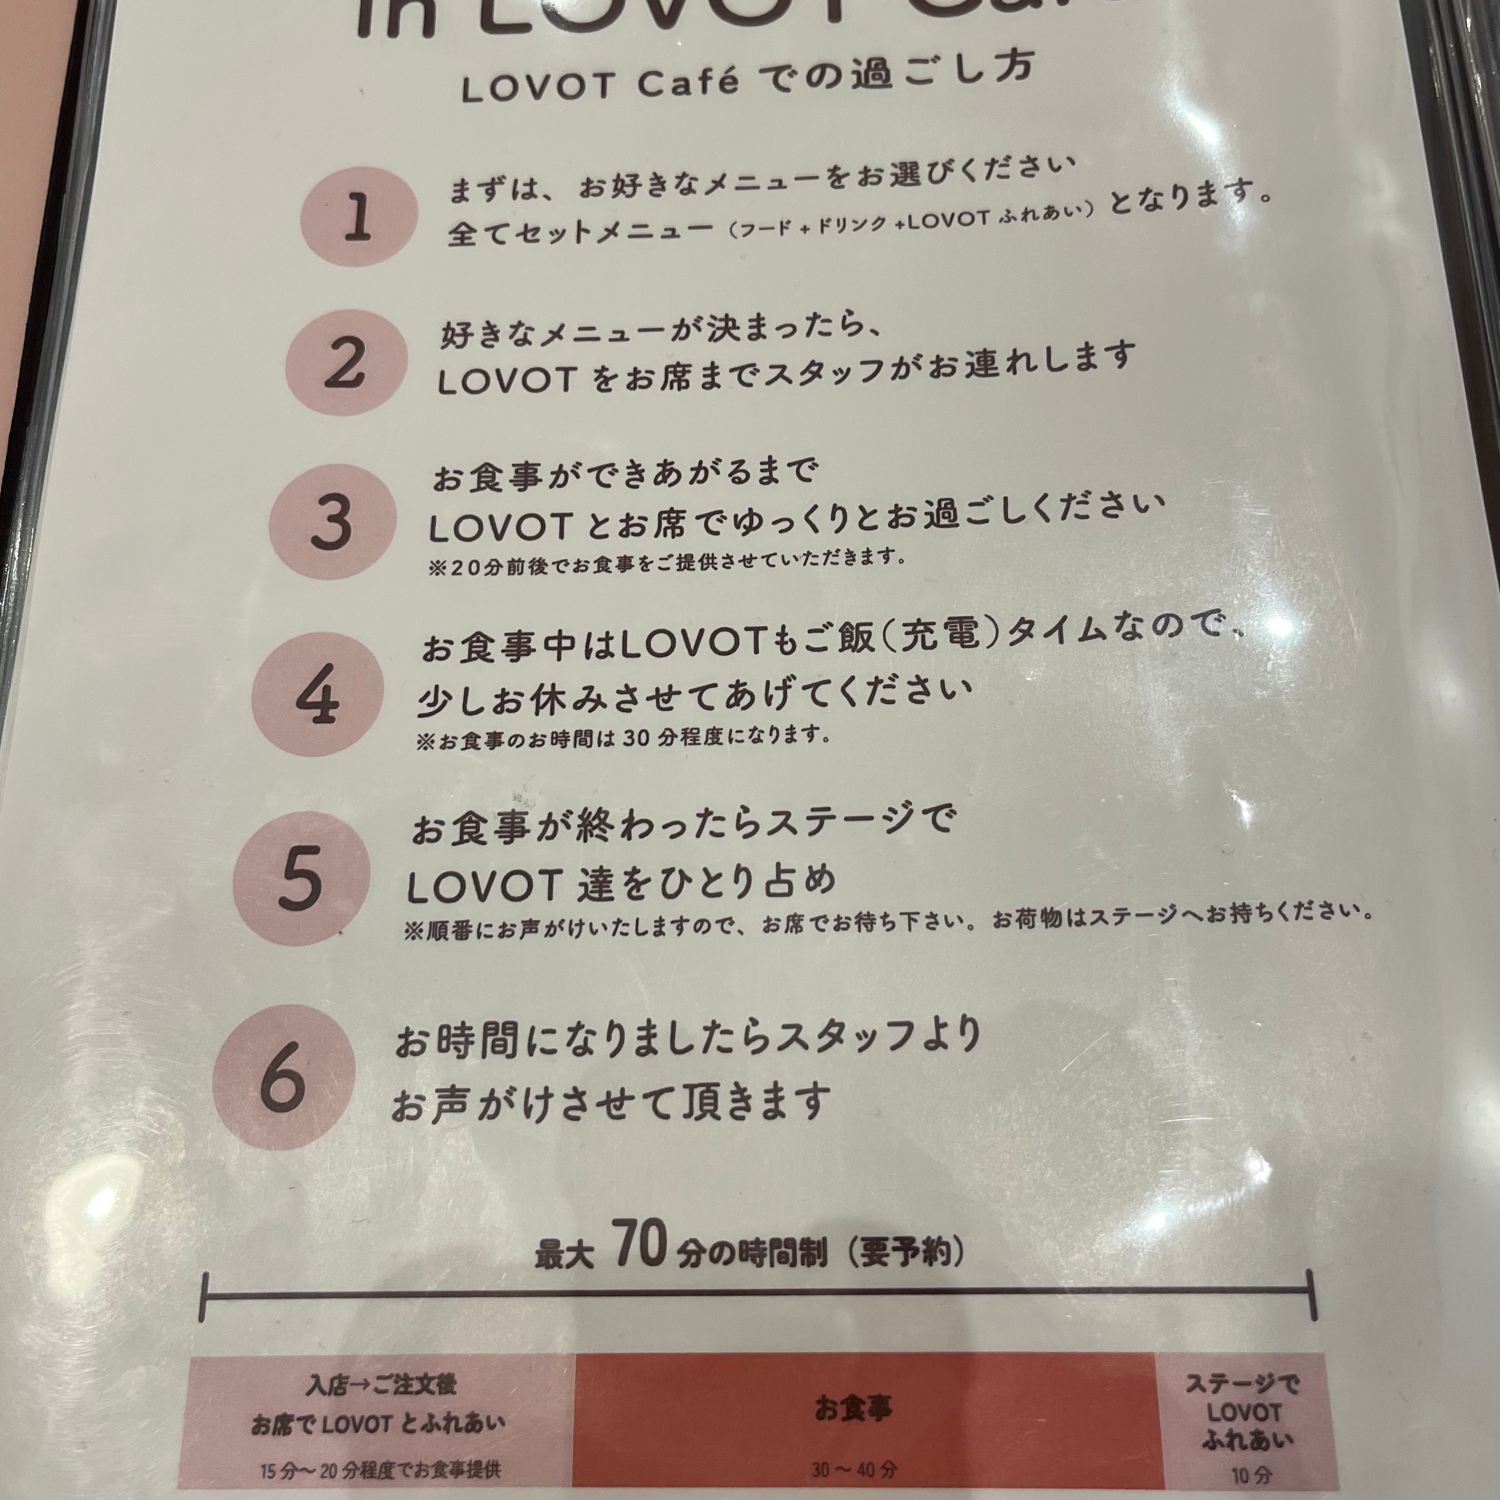 in LOVOT Café
LOVOT Café での過ごし方
1
まずは、お好きなメニューをお選びください
全てセットメニュー（フード＋ドリンク+LOVOT ふれあい）となります。
2
好きなメニューが決まったら、
LOVOT をお席までスタッフがお連れします
3
お食事ができあがるまで
LOVOT とお席でゆっくりとお過ごしください
※20分前後でお食事をご提供させていただきます。
4
お食事中はLOVOTもご飯（充電）タイムなので、
少しお休みさせてあげてください
※お食事のお時間は 30 分程度になります。
5
お食事が終わったらステージで
LOVOT 達をひとり占め
※順番にお声がけいたしますので、お席でお待ち下さい。お荷物はステージへお持ちください。
6
お時間になりましたらスタッフより
お声がけさせて頂きます
最大 70 分の時間制（要予約）
入店→ご注文後
お席で LOVOT とふれあい
15 分～ 20 分程度でお食事提供
お食事
30 ～ 40 分
ステージで
LOVOT
ふれあい
10 分